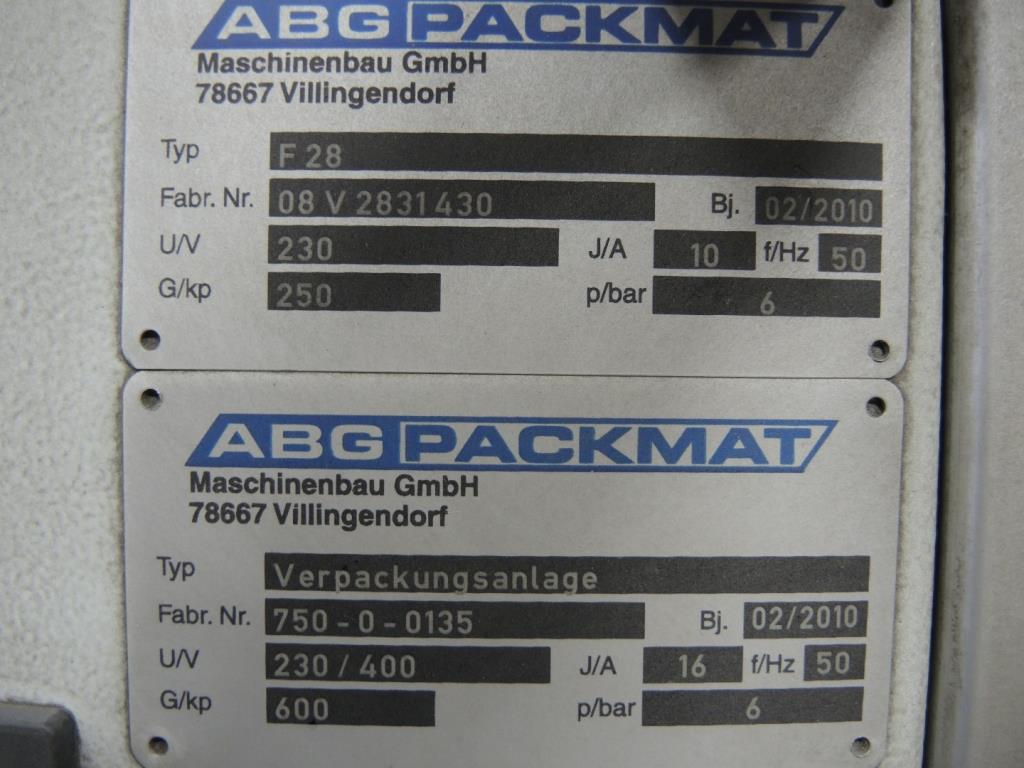 ABG PACKMAT
Maschinenbau GmbH
78667 Villingendorf
Typ F 28
Fabr. Nr. 08 V 2831430 Bj. 02/2010
U/V 230 J/A 10 f/Hz 50
G/kp 250 p/bar 6
ABG PACKMAT
Maschinenbau GmbH
78667 Villingendorf
Typ Verpackungsanlage
Fabr. Nr. 750 - 0 - 0135 Bj. 02/2010
U/V 230 / 400 J/A 16 f/Hz 50
G/kp 600 p/bar 6